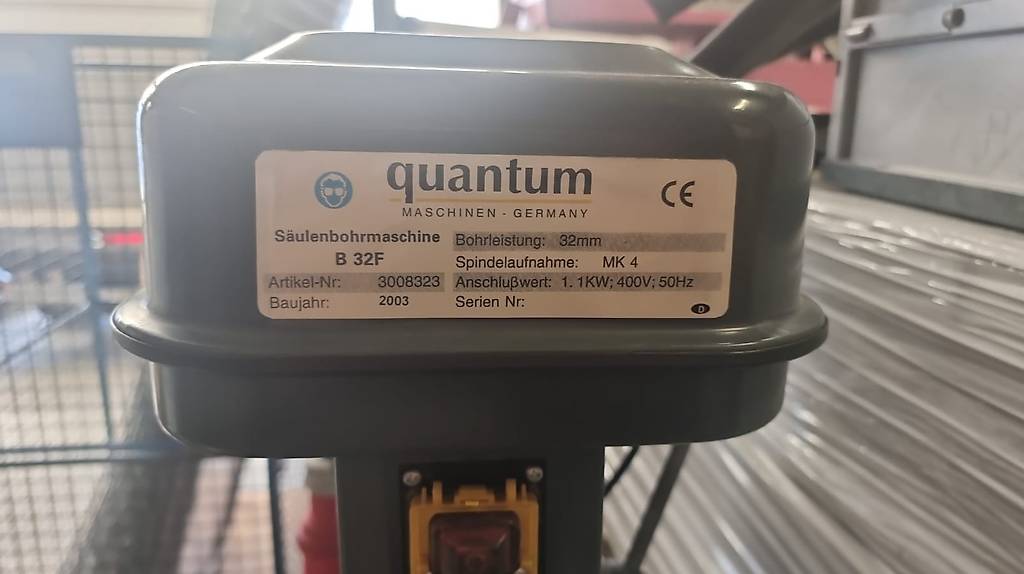 quantum
MASCHINEN - GERMANY
CE
Säulenbohrmaschine
B 32F
Artikel-Nr: 3008323
Baujahr: 2003
Bohrleistung: 32mm
Spindelaufnahme: MK 4
Anschlußwert: 1. 1KW; 400V; 50Hz
Serien Nr:
D